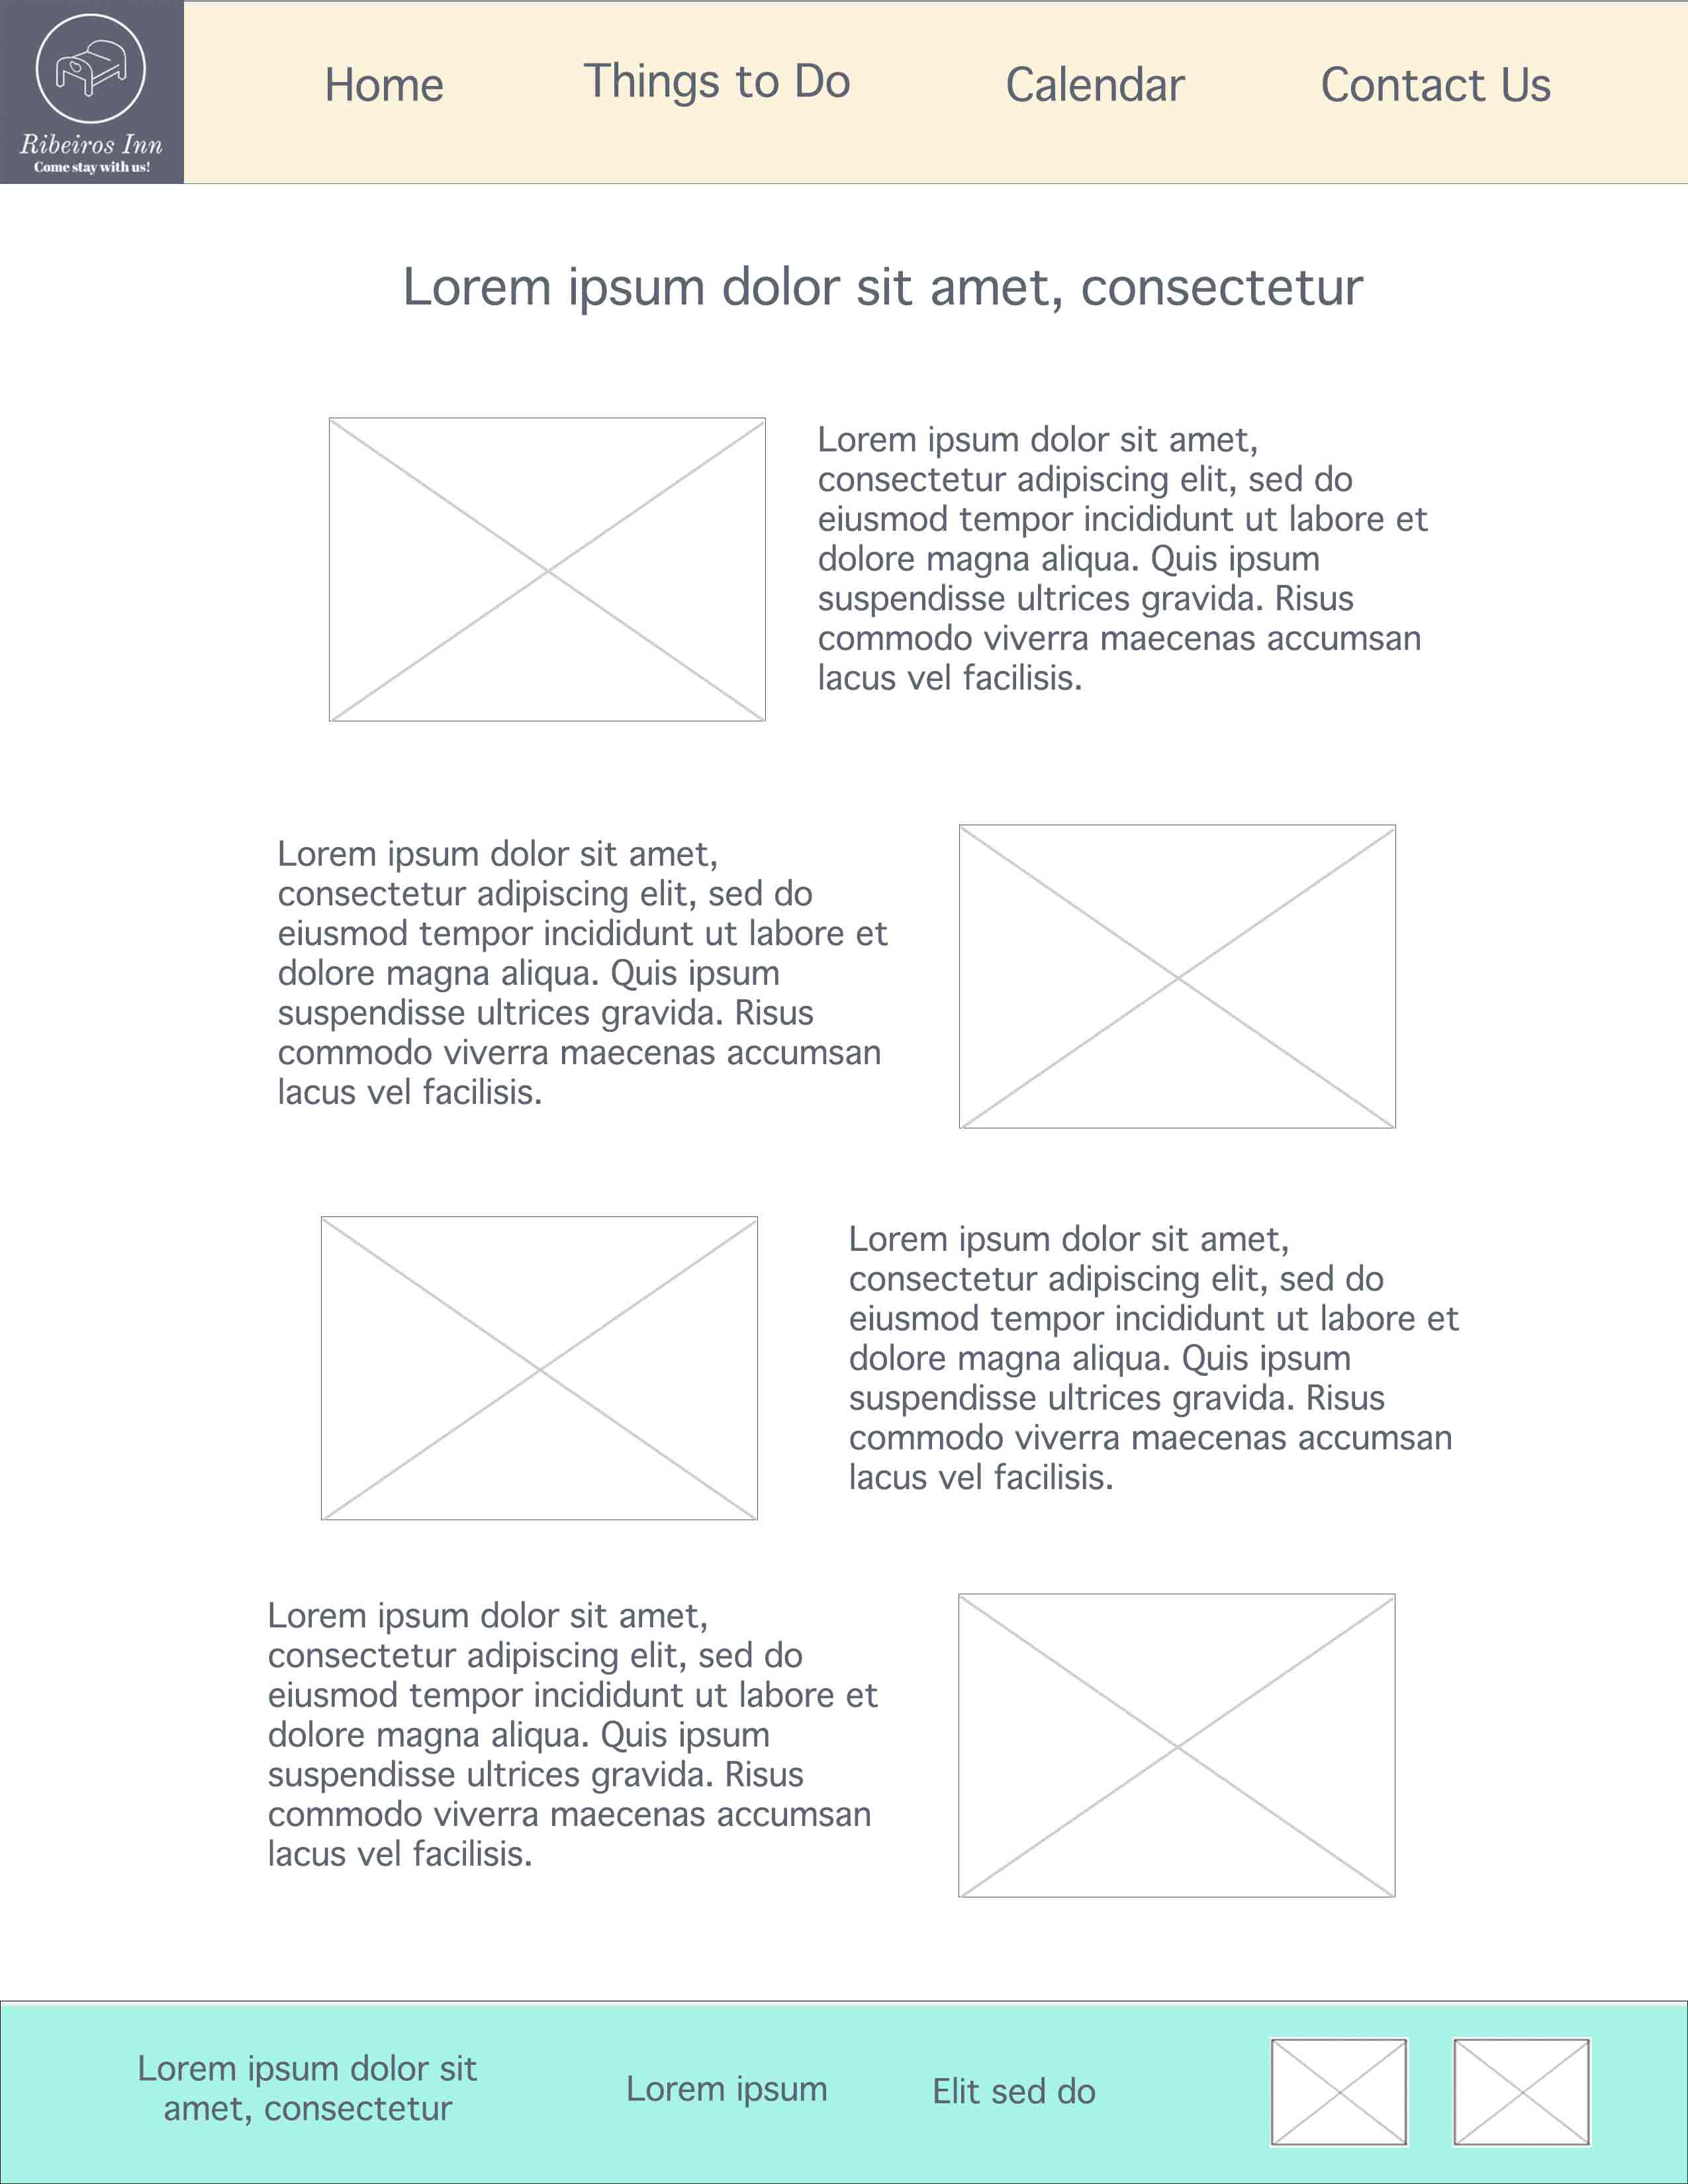 Ribeiros Inn
Come stay with us!
Home
Things to Do
Calendar
Contact Us
Lorem ipsum dolor sit amet, consectetur
Lorem ipsum dolor sit amet,
consectetur adipiscing elit, sed do
eiusmod tempor incididunt ut labore et
dolore magna aliqua. Quis ipsum
suspendisse ultrices gravida. Risus
commodo viverra maecenas accumsan
lacus vel facilisis.
Lorem ipsum dolor sit amet,
consectetur adipiscing elit, sed do
eiusmod tempor incididunt ut labore et
dolore magna aliqua. Quis ipsum
suspendisse ultrices gravida. Risus
commodo viverra maecenas accumsan
lacus vel facilisis.
Lorem ipsum dolor sit amet,
consectetur adipiscing elit, sed do
eiusmod tempor incididunt ut labore et
dolore magna aliqua. Quis ipsum
suspendisse ultrices gravida. Risus
commodo viverra maecenas accumsan
lacus vel facilisis.
Lorem ipsum dolor sit amet,
consectetur adipiscing elit, sed do
eiusmod tempor incididunt ut labore et
dolore magna aliqua. Quis ipsum
suspendisse ultrices gravida. Risus
commodo viverra maecenas accumsan
lacus vel facilisis.
Lorem ipsum dolor sit
amet, consectetur
Lorem ipsum
Elit sed do